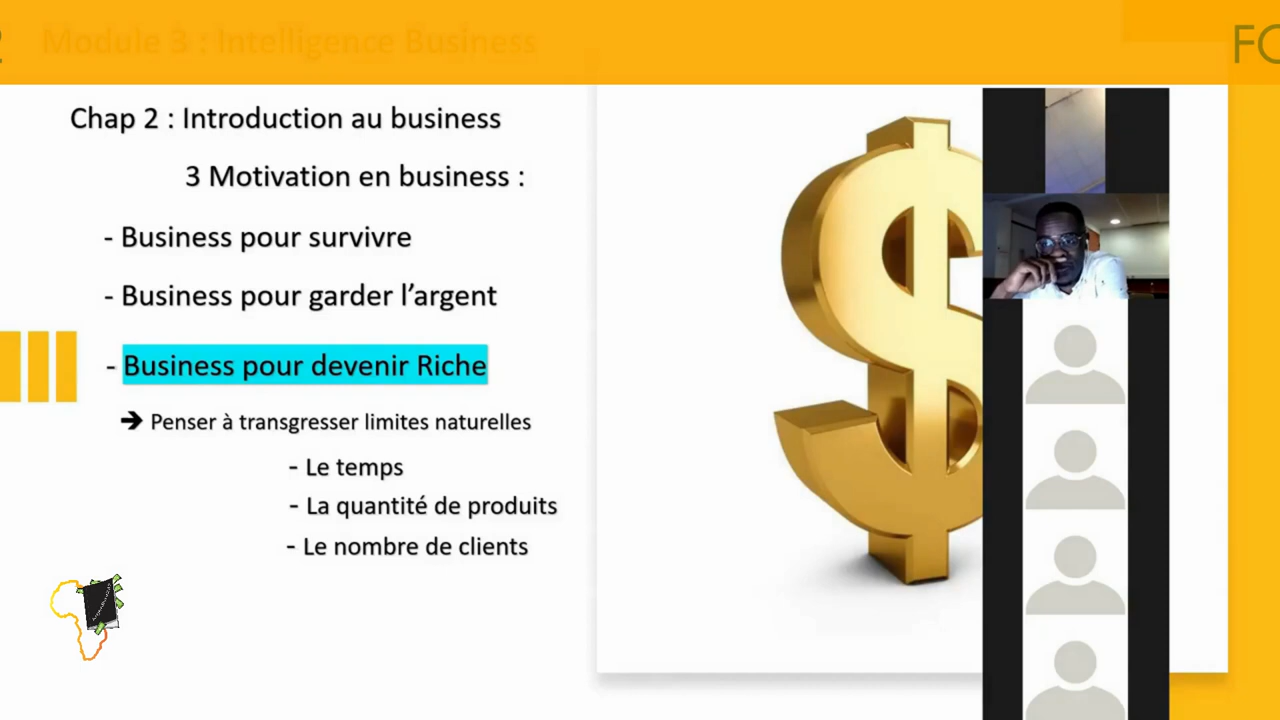 Module 3 : Intelligence Business
FO
Chap 2 : Introduction au business
3 Motivation en business :
- Business pour survivre
- Business pour garder l’argent
- Business pour devenir Riche
➔ Penser à transgresser limites naturelles
- Le temps
- La quantité de produits
- Le nombre de clients